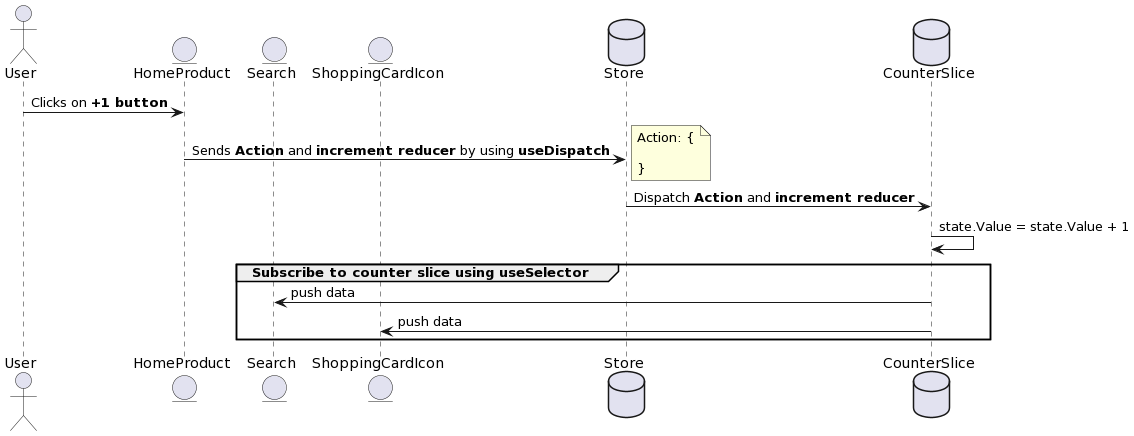 User
HomeProduct
Search
ShoppingCardIcon
Store
CounterSlice
Clicks on +1 button
Sends Action and increment reducer by using useDispatch
Action: {
}
Dispatch Action and increment reducer
state.Value = state.Value + 1
Subscribe to counter slice using useSelector
push data
push data
User
HomeProduct
Search
ShoppingCardIcon
Store
CounterSlice